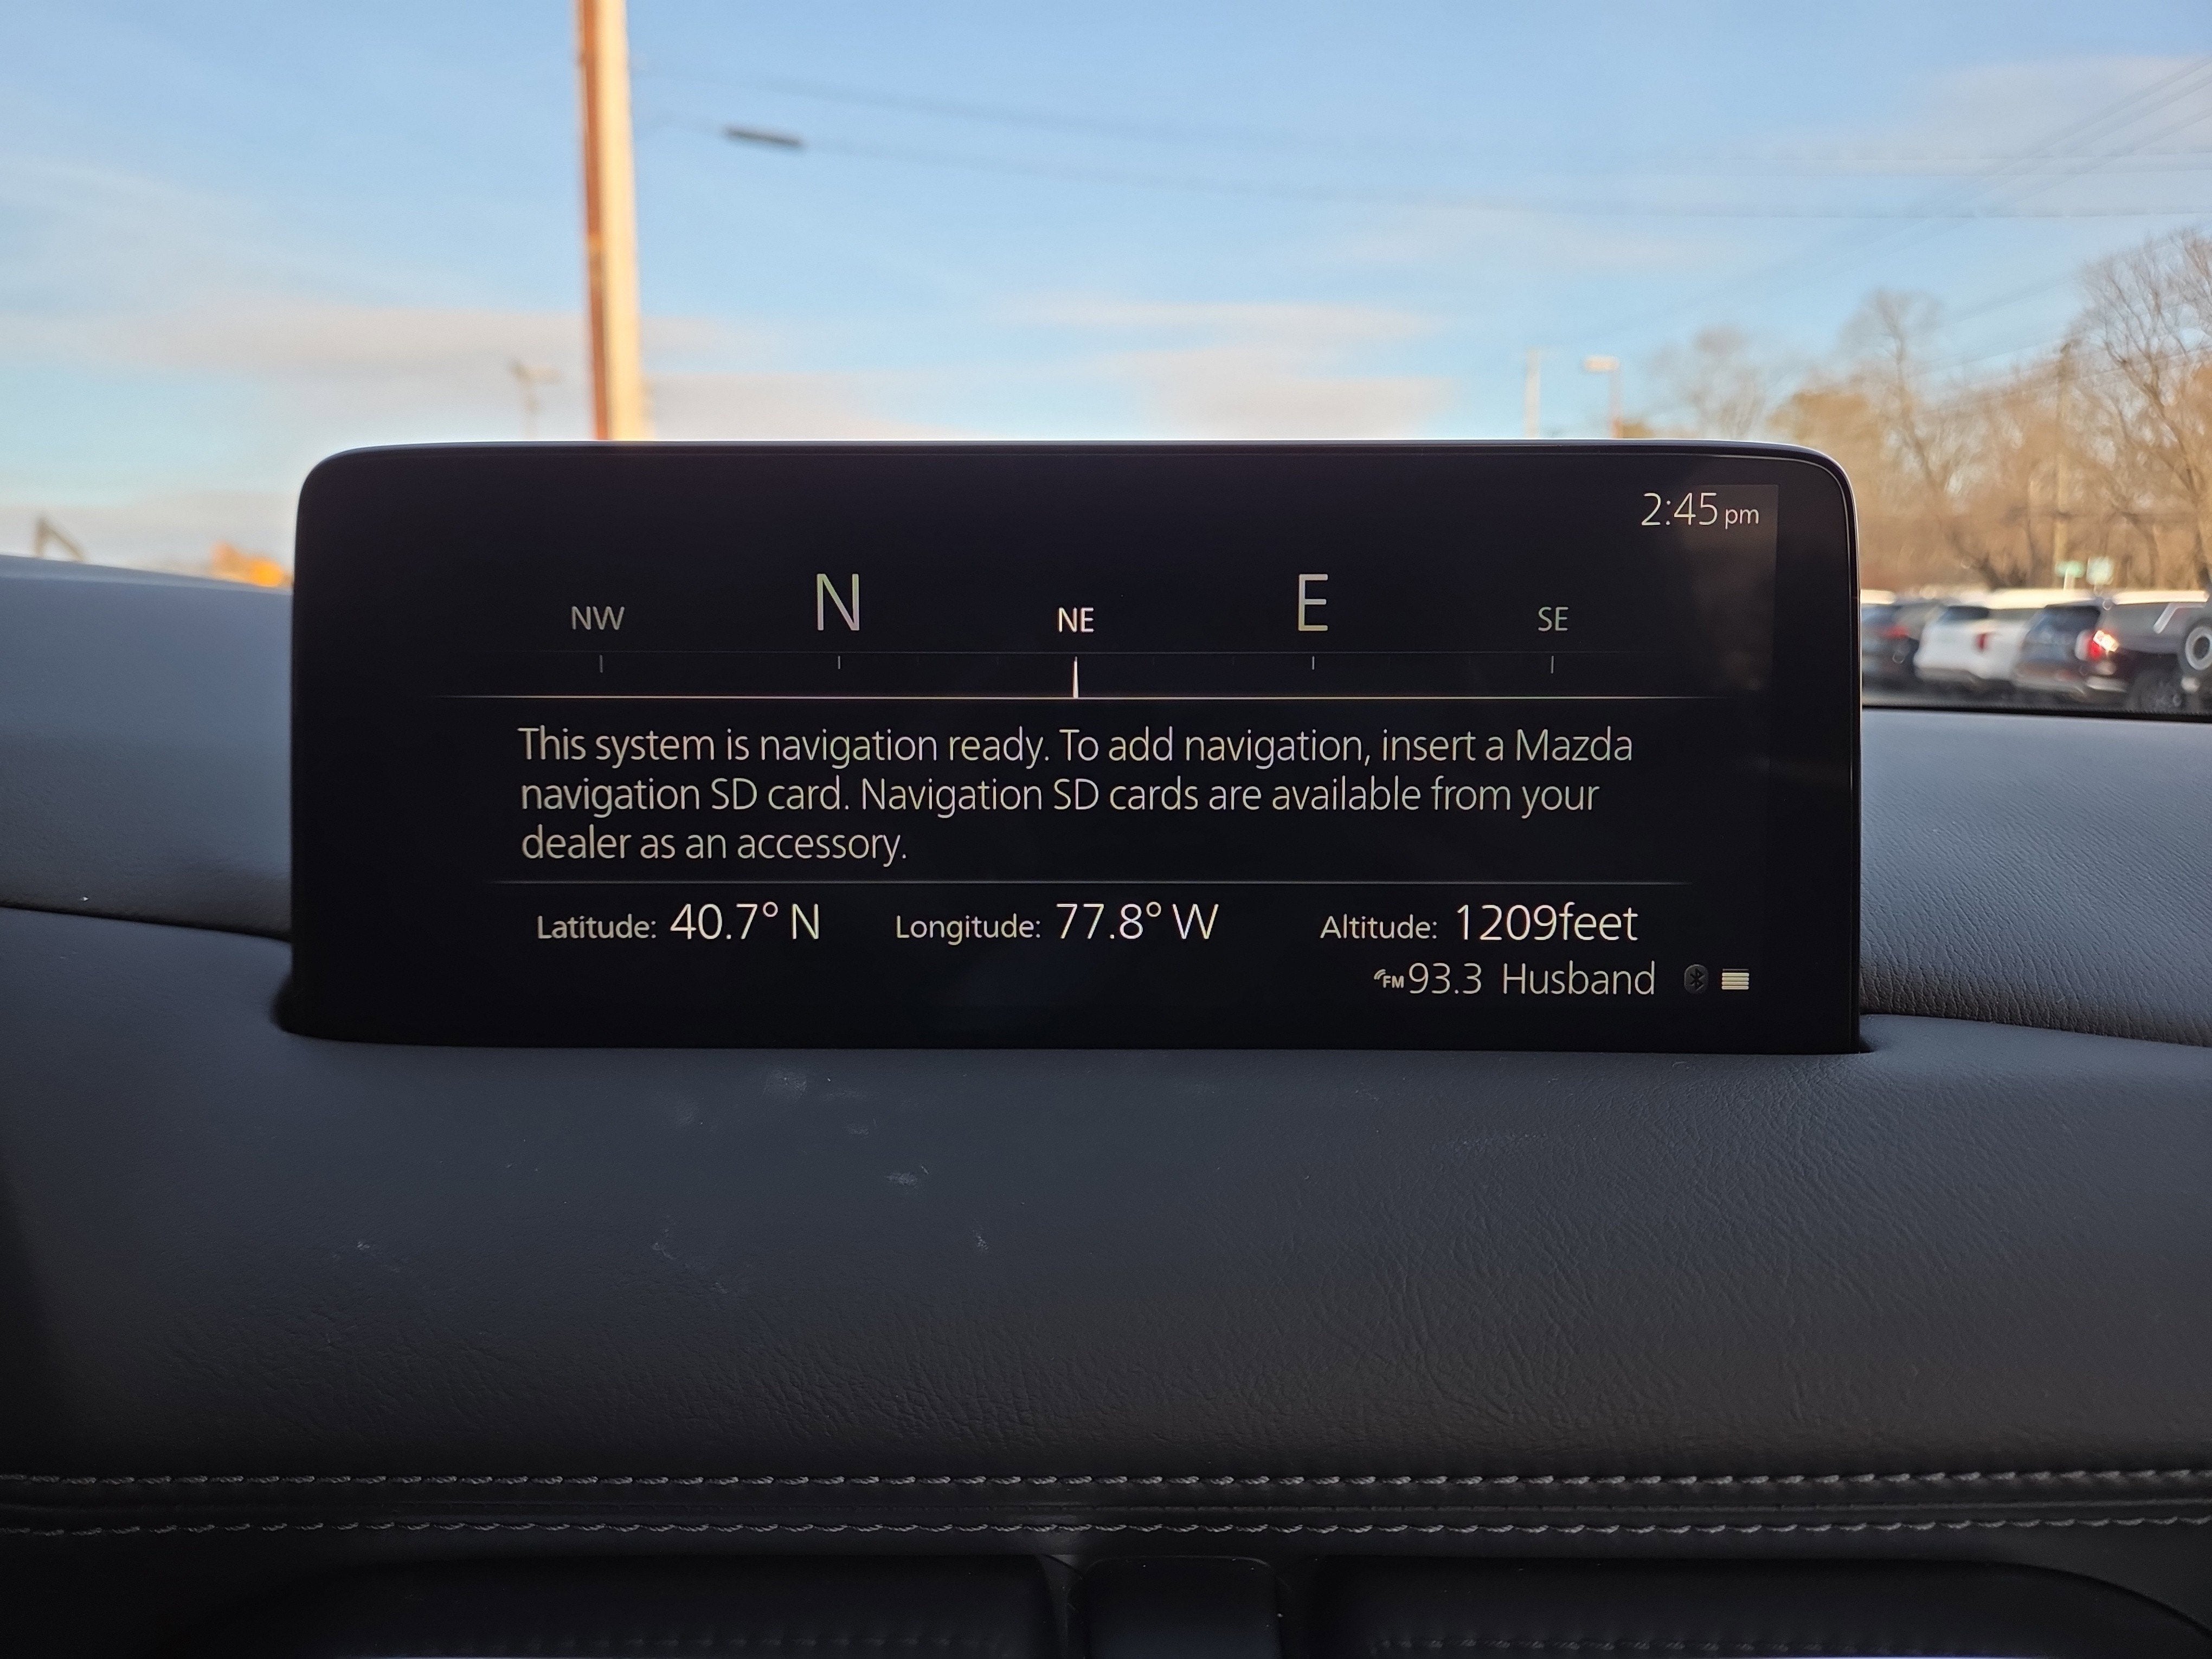 2:45 pm
NW N NE E SE
This system is navigation ready. To add navigation, insert a Mazda
navigation SD card. Navigation SD cards are available from your
dealer as an accessory.
Latitude: 40.7° N Longitude: 77.8° W Altitude: 1209feet
FM 93.3 Husband